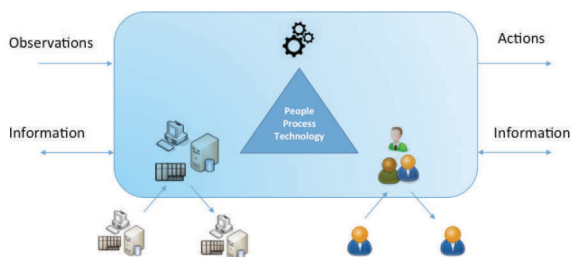 Observations
Actions
People
Process
Technology
Information
Information